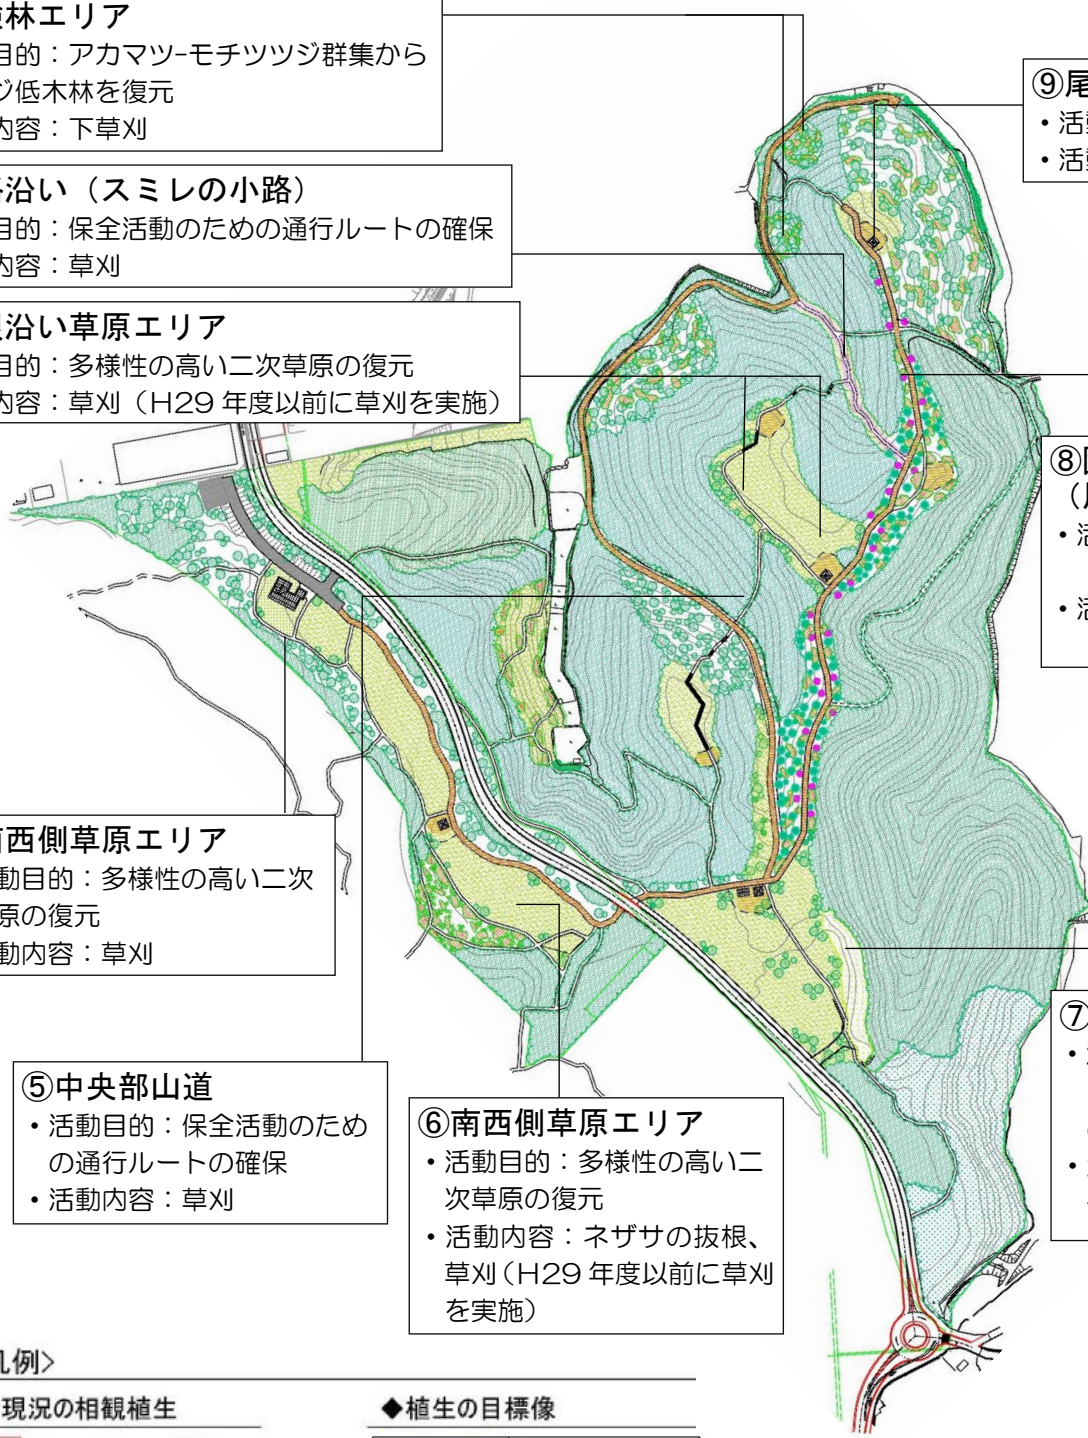 林エリア
目的：アカマツ-モチツツジ群集から
ジ低木林を復元
内容：下草刈
沿い（スミレの小路）
目的：保全活動のための通行ルートの確保
内容：草刈
沿い草原エリア
目的：多様性の高い二次草原の復元
内容：草刈（H29 年度以前に草刈を実施）
西側草原エリア
動目的：多様性の高い二次
原の復元
動内容：草刈
⑤中央部山道
・活動目的：保全活動のため
の通行ルートの確保
・活動内容：草刈
⑥南西側草原エリア
・活動目的：多様性の高い二
次草原の復元
・活動内容：ネザサの抜根、
草刈（H29 年度以前に草刈
を実施）
⑨尾
・活動
・活動
⑧
・活
・活
⑦
例>
現況の相観植生
◆植生の目標像